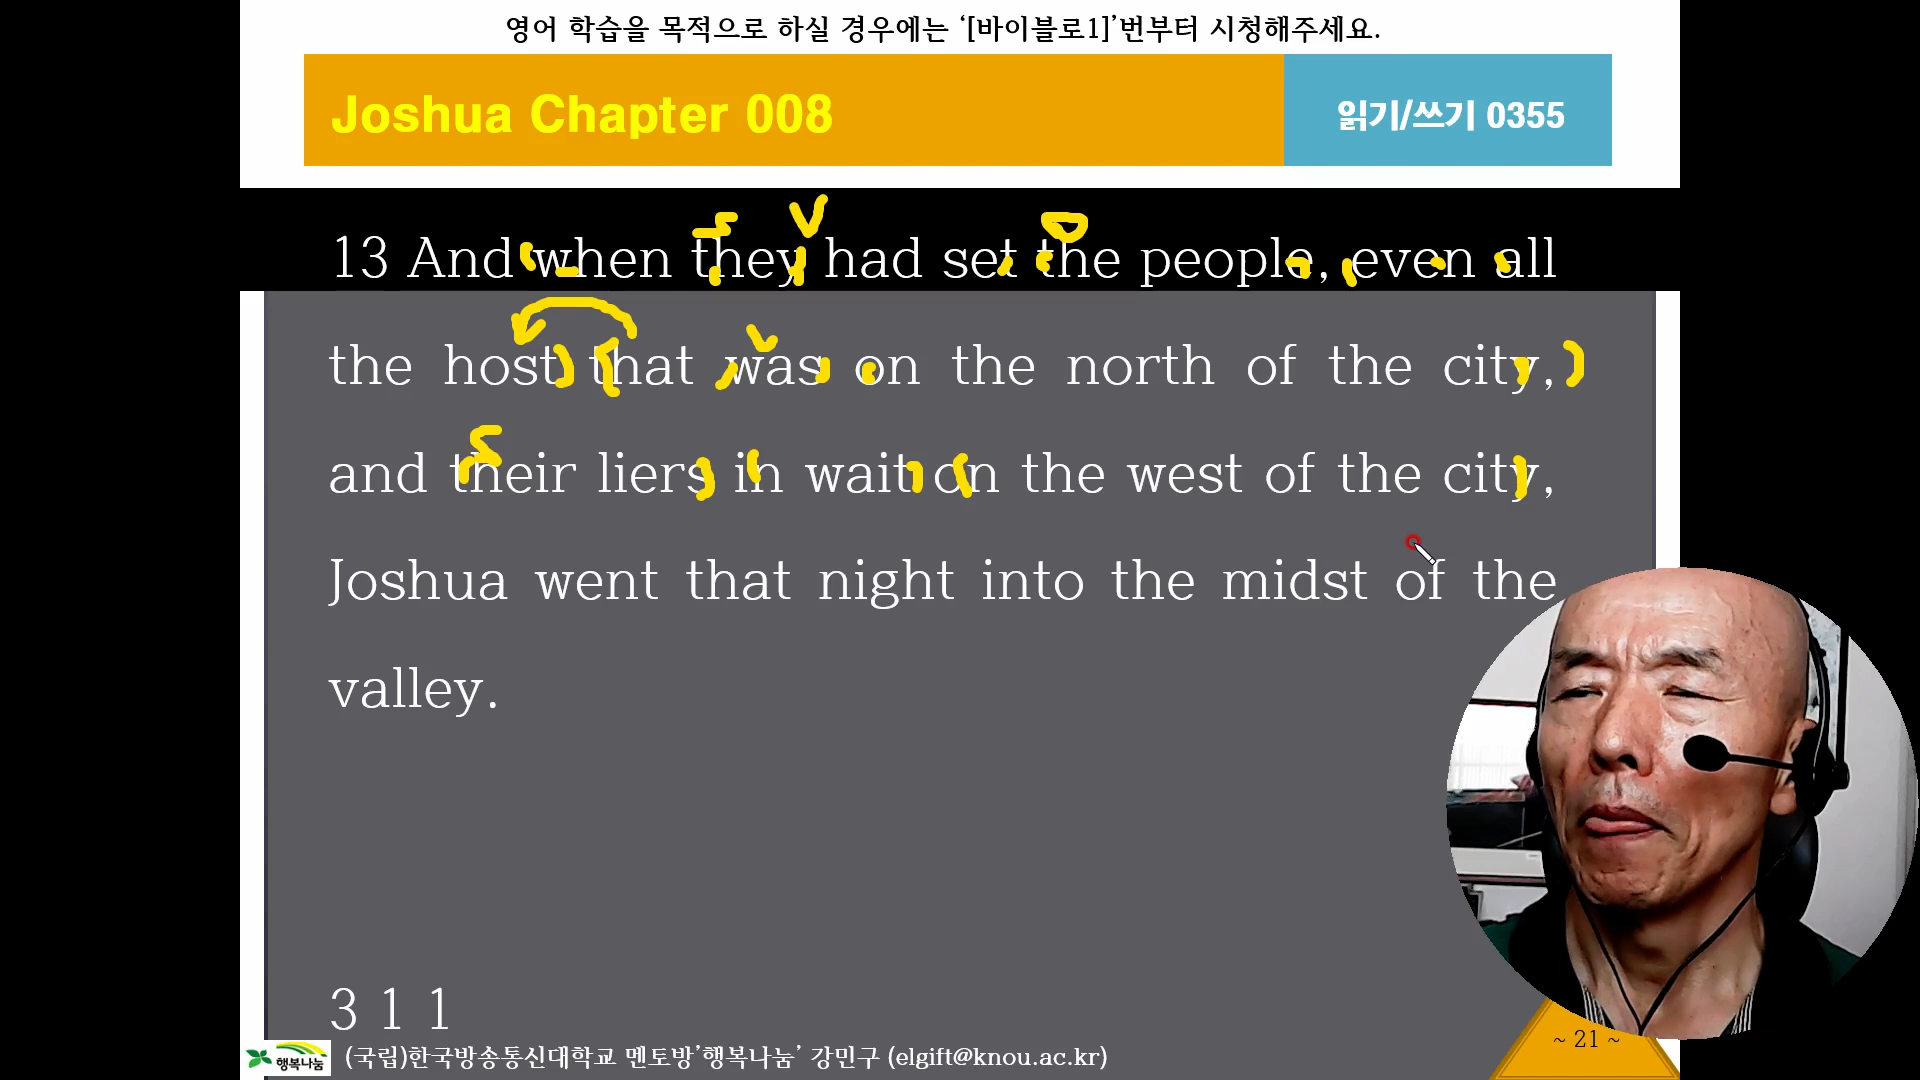 영어 학습을 목적으로 하실 경우에는 ‘[바이블로1]’번부터 시청해주세요.
Joshua Chapter 008
읽기/쓰기 0355
13 And when they had set the people, even all
the host that was on the north of the city,
and their liers in wait on the west of the city,
Joshua went that night into the midst of the
valley.
3 1 1
행복나눔
(국립)한국방송통신대학교 멘토방’행복나눔’ 강민구 (elgift@knou.ac.kr)
~ 21 ~